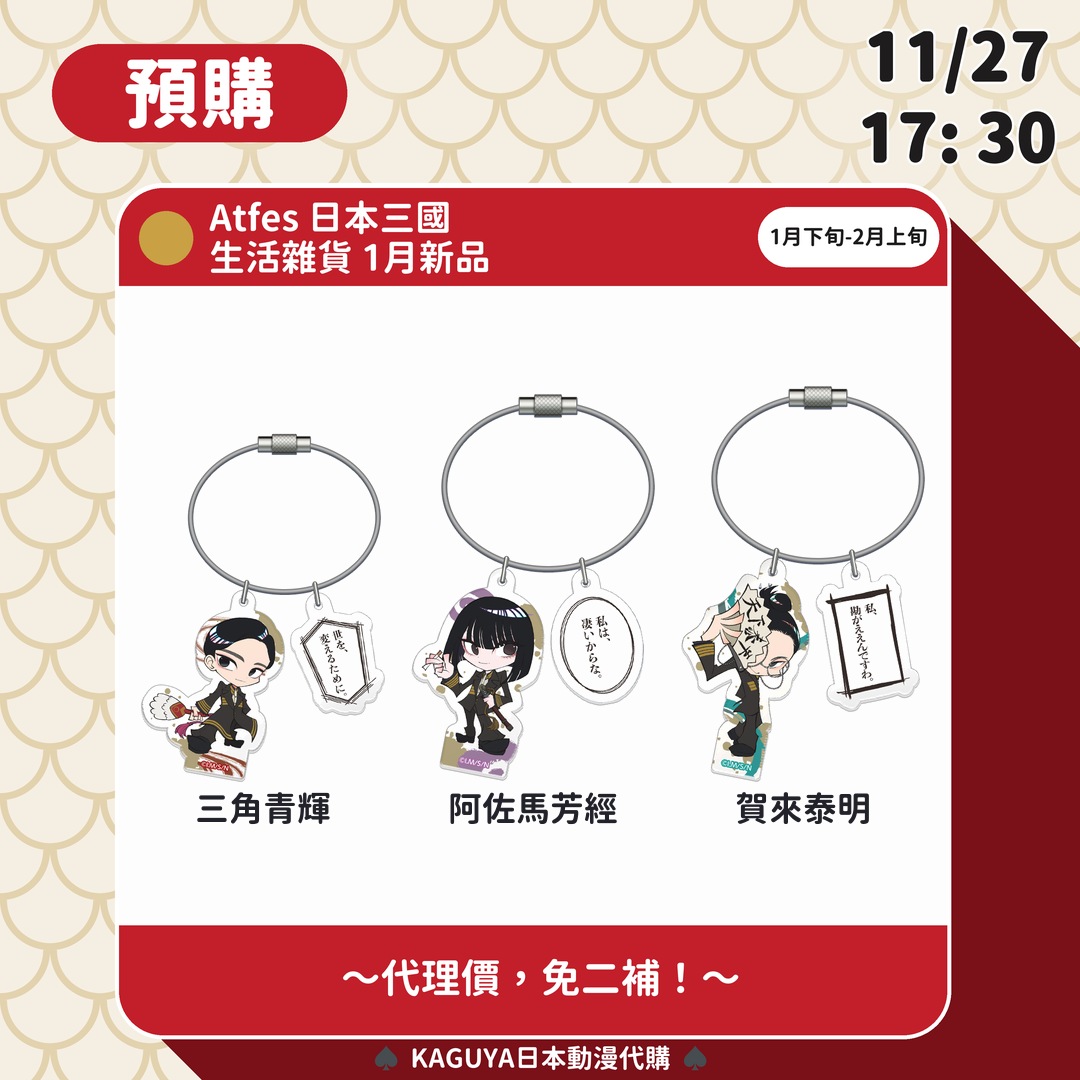 預購
11/27
17:30
Atfes 日本三國
生活雜貨 1月新品
1月下旬-2月上旬
世を、
変えるために。
私は、
凄いからな。
天下
私、
勘がええんですわ。
©I.M/S/N
©I.M/S/N
©I.M/S/N
三角青輝
阿佐馬芳經
賀來泰明
～代理價，免二補！～
♠ KAGUYA日本動漫代購 ♠